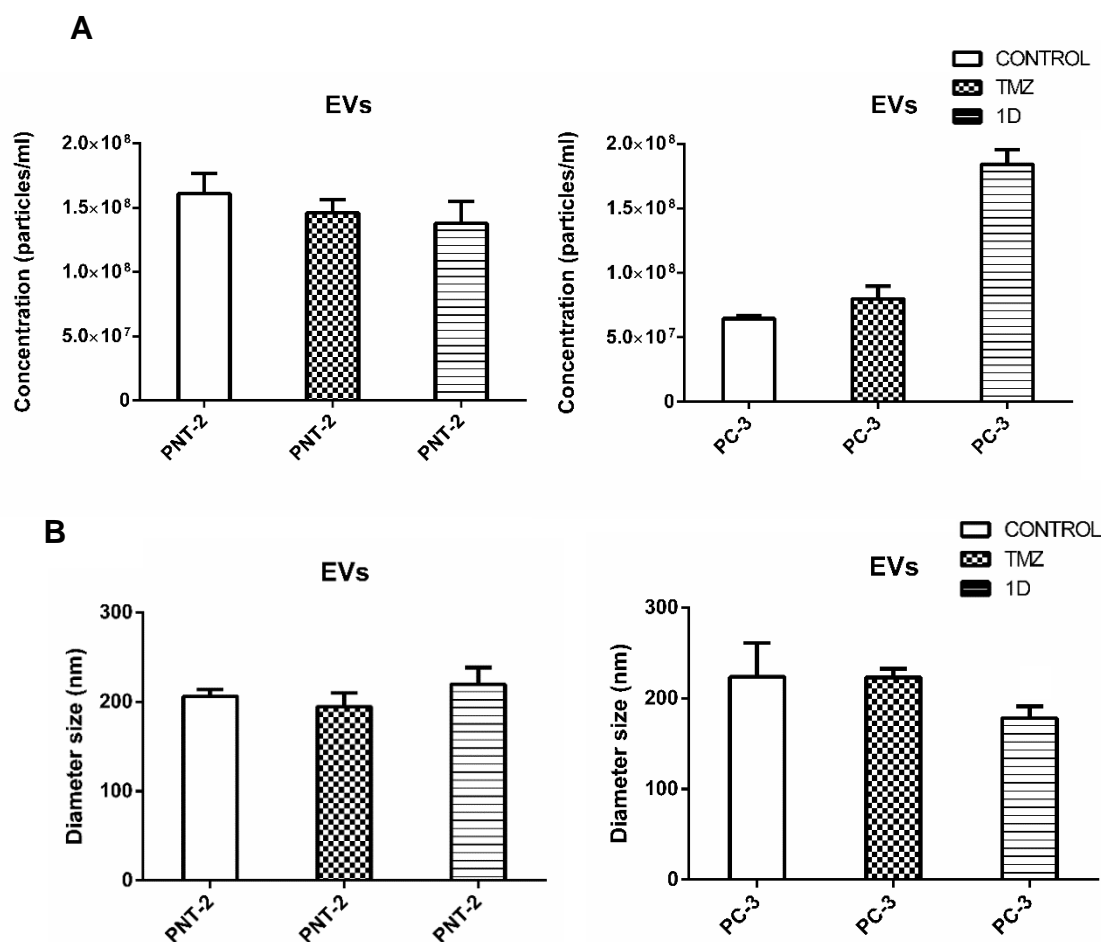 A
CONTROL
TMZ
1D
EVs
Concentration (particles/ml)
2.0×10⁸
1.5×10⁸
1.0×10⁸
5.0×10⁷
0
PNT-2
PNT-2
PNT-2
EVs
Concentration (particles/ml)
2.0×10⁸
1.5×10⁸
1.0×10⁸
5.0×10⁷
0
PC-3
PC-3
PC-3
B
CONTROL
TMZ
1D
EVs
Diameter size (nm)
300
200
100
0
PNT-2
PNT-2
PNT-2
EVs
Diameter size (nm)
300
200
100
0
PC-3
PC-3
PC-3